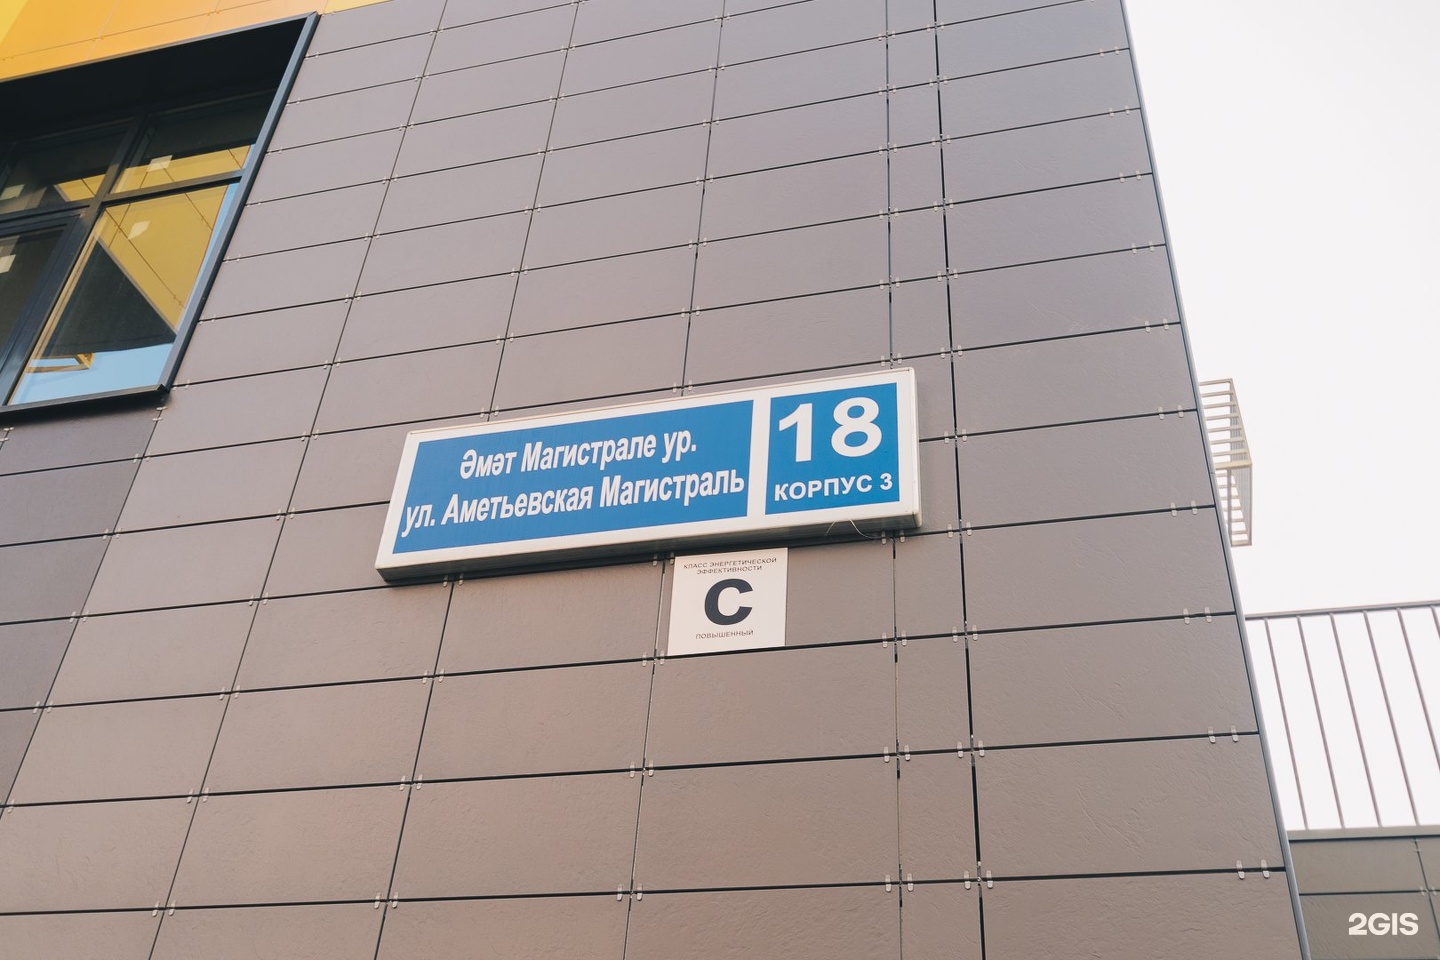 Әмәт Магистрале ур.
ул. Аметьевская Магистраль
18
КОРПУС 3
КЛАСС ЭНЕРГЕТИЧЕСКОЙ
ЭФФЕКТИВНОСТИ
С
ПОВЫШЕННЫЙ
2GIS